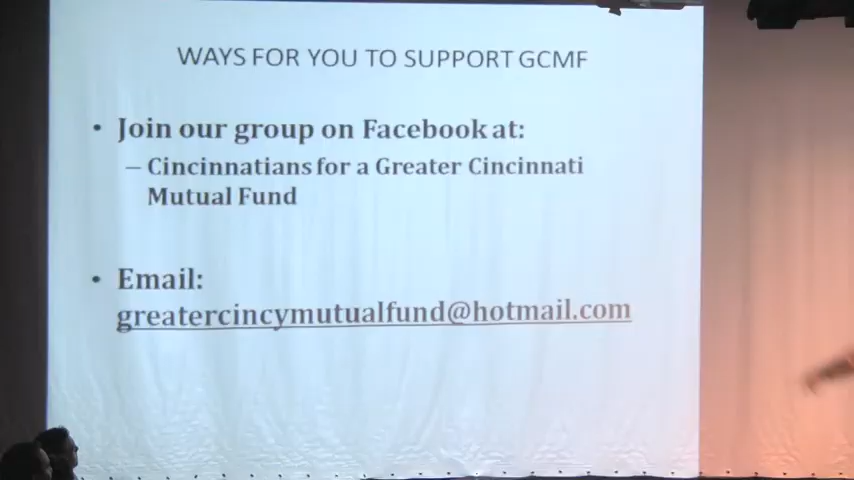 WAYS FOR YOU TO SUPPORT GCMF
• Join our group on Facebook at:
– Cincinnatians for a Greater Cincinnati
Mutual Fund
• Email:
greatercincymutualfund@hotmail.com